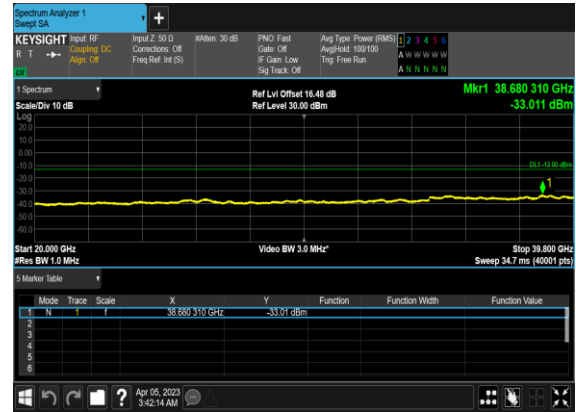 Spectrum Analyzer 1
Swept SA
+
KEYSIGHT Input: RF Input Z: 50 Ω #Atten: 30 dB PNO: Fast Avg Type: Power (RMS) 1 2 3 4 5 6
R T Coupling: DC Corrections: Off Gate: Off Avg|Hold: 100/100 A W W W W W
Align: Off Freq Ref: Int (S) IF Gain: Low Trig: Free Run
LXI Sig Track: Off A N N N N N
1 Spectrum
Ref Lvl Offset 16.48 dB Mkr1 38.680 310 GHz
Scale/Div 10 dB Ref Level 30.00 dBm -33.011 dBm
Log
20.0
10.0
0.00
-10.0 DL1 -13.00 dBm
-20.0
1
-30.0
-40.0
-50.0
-60.0
Start 20.000 GHz Video BW 3.0 MHz* Stop 39.800 GHz
#Res BW 1.0 MHz Sweep 34.7 ms (40001 pts)
5 Marker Table
Mode Trace Scale X Y Function Function Width Function Value
1 N 1 f 38.680 310 GHz -33.01 dBm
2
3
4
5
6
? Apr 05, 2023
3:42:14 AM